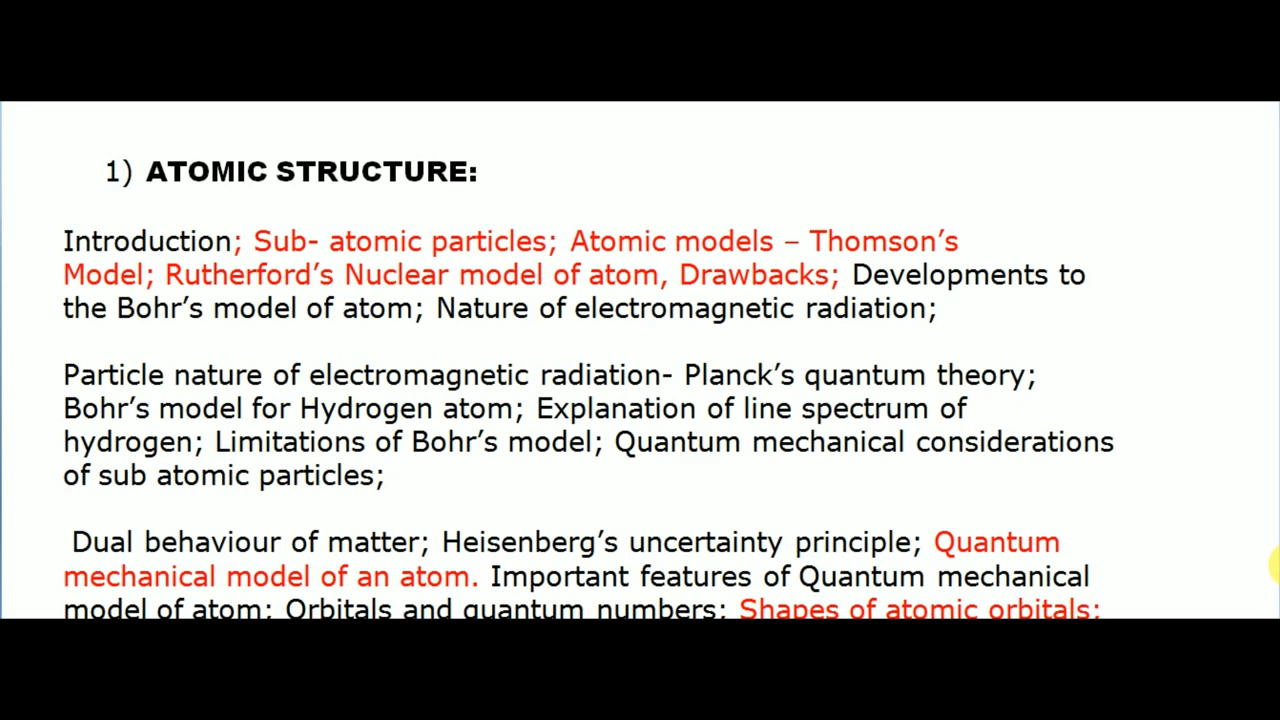 1) ATOMIC STRUCTURE:
Introduction; Sub- atomic particles; Atomic models – Thomson’s
Model; Rutherford’s Nuclear model of atom, Drawbacks; Developments to
the Bohr’s model of atom; Nature of electromagnetic radiation;
Particle nature of electromagnetic radiation- Planck’s quantum theory;
Bohr’s model for Hydrogen atom; Explanation of line spectrum of
hydrogen; Limitations of Bohr’s model; Quantum mechanical considerations
of sub atomic particles;
Dual behaviour of matter; Heisenberg’s uncertainty principle; Quantum
mechanical model of an atom. Important features of Quantum mechanical
model of atom; Orbitals and quantum numbers; Shapes of atomic orbitals;